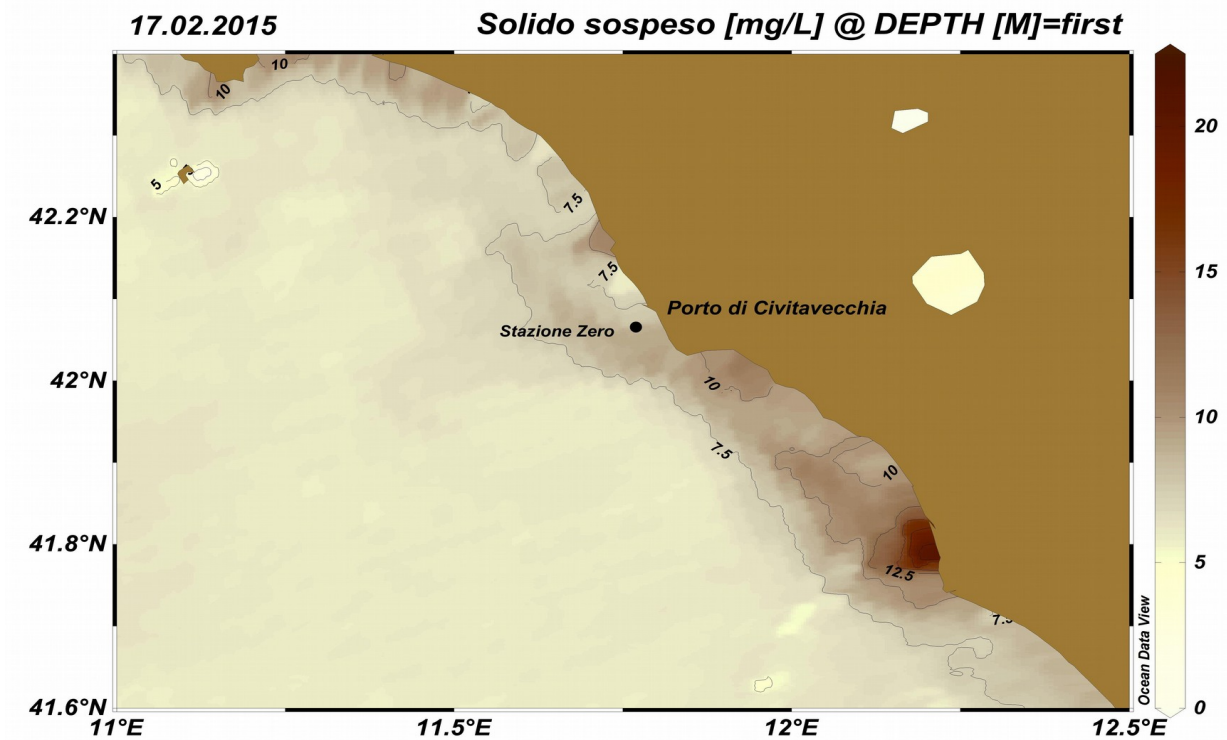 17.02.2015
Solido sospeso [mg/L] @ DEPTH [M]=first
10
10
5
7.5
7.5
Porto di Civitavecchia
Stazione Zero
10
7.5
10
12.5
42.2°N
42°N
41.8°N
41.6°N
11°E
11.5°E
12°E
12.5°E
20
15
10
5
0
Ocean Data View